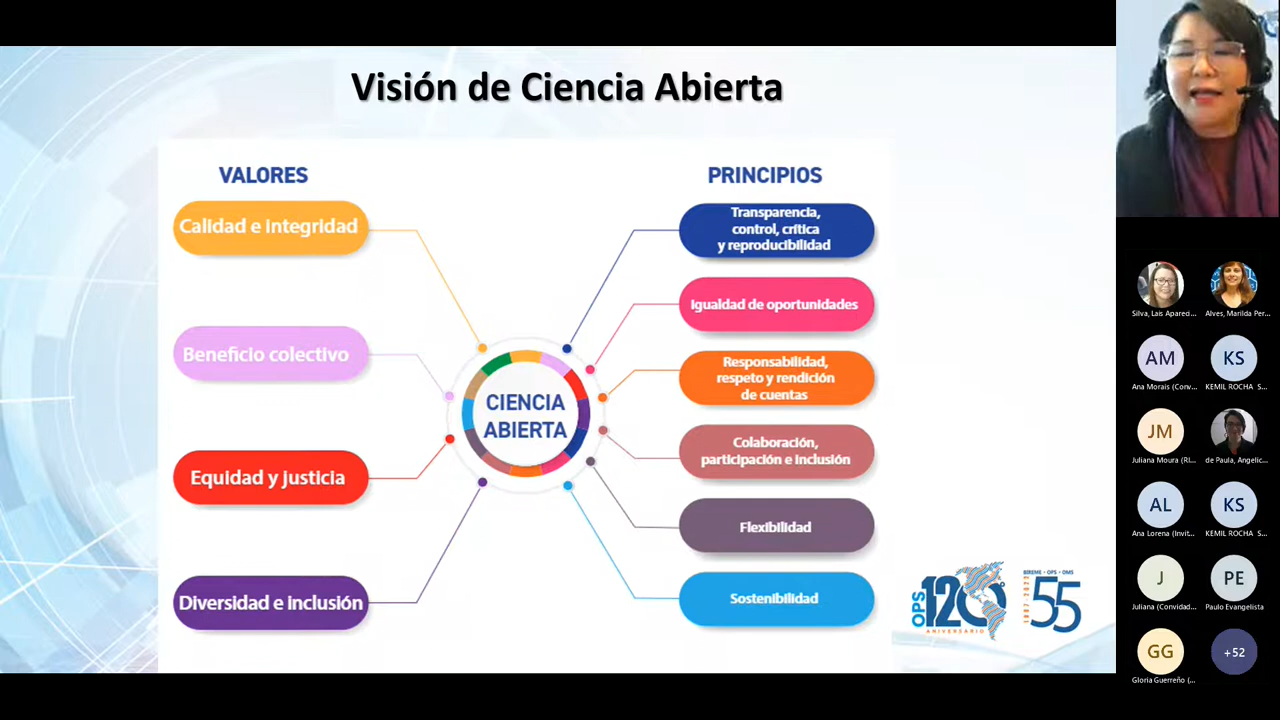 Visión de Ciencia Abierta
VALORES
Calidad e integridad
Beneficio colectivo
Equidad y justicia
Diversidad e inclusión
CIENCIA
ABIERTA
PRINCIPIOS
Transparencia,
control, crítica
y reproducibilidad
Igualdad de oportunidades
Responsabilidad,
respeto y rendición
de cuentas
Colaboración,
participación e inclusión
Flexibilidad
Sostenibilidad
OPS
120
ANIVERSARIO
BIREME • OPS • OMS
55
Silva, Lais Apareci...
Alves, Marilda Per...
AM
Ana Morais (Conv...
KS
KEMIL ROCHA S...
JM
Juliana Moura (RI...
de Paula, Angelic...
AL
Ana Lorena (Invit...
KS
KEMIL ROCHA S...
J
Juliana (Convidad...
PE
Paulo Evangelista
GG
Gloria Guerreño (...
+52